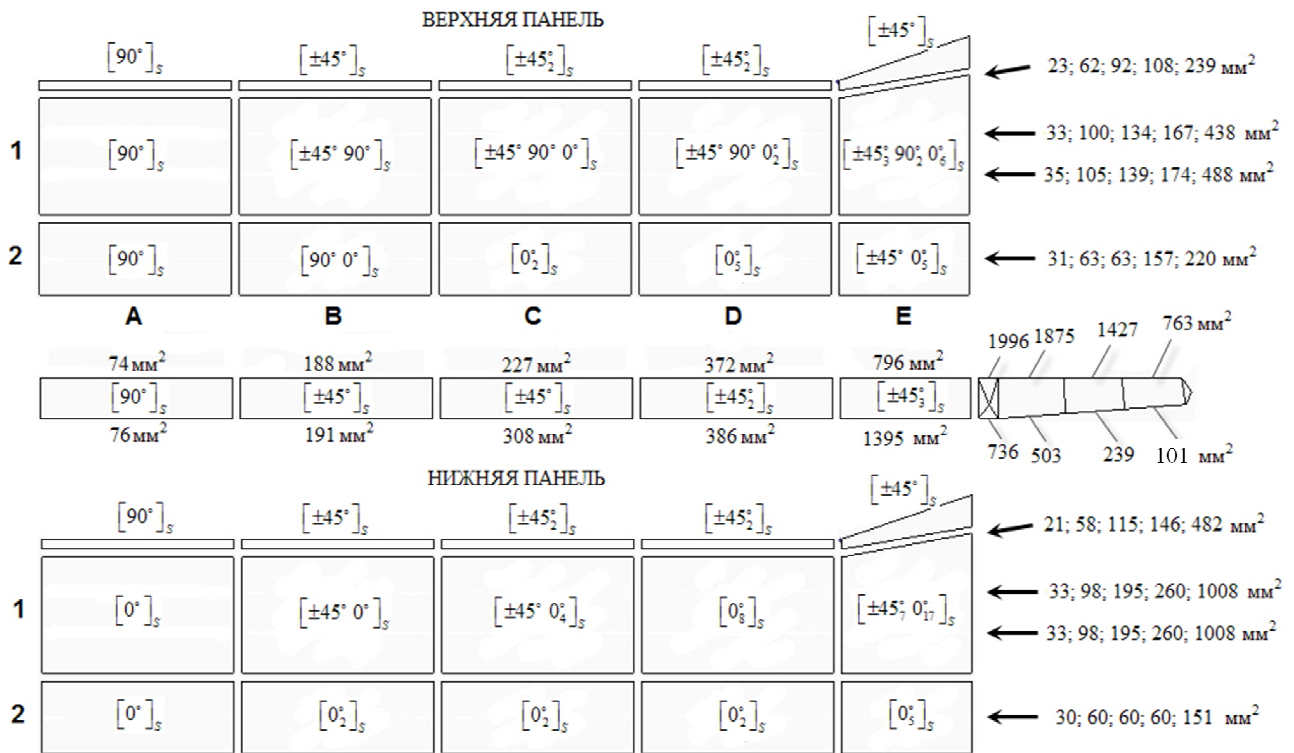 ВЕРХНЯЯ ПАНЕЛЬ
[90°]s [±45°]s [±45°₂]s [±45°₂]s [±45°]s
23; 62; 92; 108; 239 мм²
1 [90°]s [±45° 90°]s [±45° 90° 0°]s [±45° 90° 0°₂]s [±45°₃ 90°₂ 0°₆]s
33; 100; 134; 167; 438 мм²
35; 105; 139; 174; 488 мм²
2 [90°]s [90° 0°]s [0°₂]s [0°₅]s [±45° 0°₅]s
31; 63; 63; 157; 220 мм²
A B C D E
74 мм² 188 мм² 227 мм² 372 мм² 796 мм²
1996 1875 1427 763 мм²
[90°]s [±45°]s [±45°]s [±45°₂]s [±45°₃]s
76 мм² 191 мм² 308 мм² 386 мм² 1395 мм²
736 503 239 101 мм²
НИЖНЯЯ ПАНЕЛЬ
[90°]s [±45°]s [±45°₂]s [±45°₂]s [±45°]s
21; 58; 115; 146; 482 мм²
1 [0°]s [±45° 0°]s [±45° 0°₄]s [0°₈]s [±45°₇ 0°₁₇]s
33; 98; 195; 260; 1008 мм²
33; 98; 195; 260; 1008 мм²
2 [0°]s [0°₂]s [0°₂]s [0°₂]s [0°₅]s
30; 60; 60; 60; 151 мм²